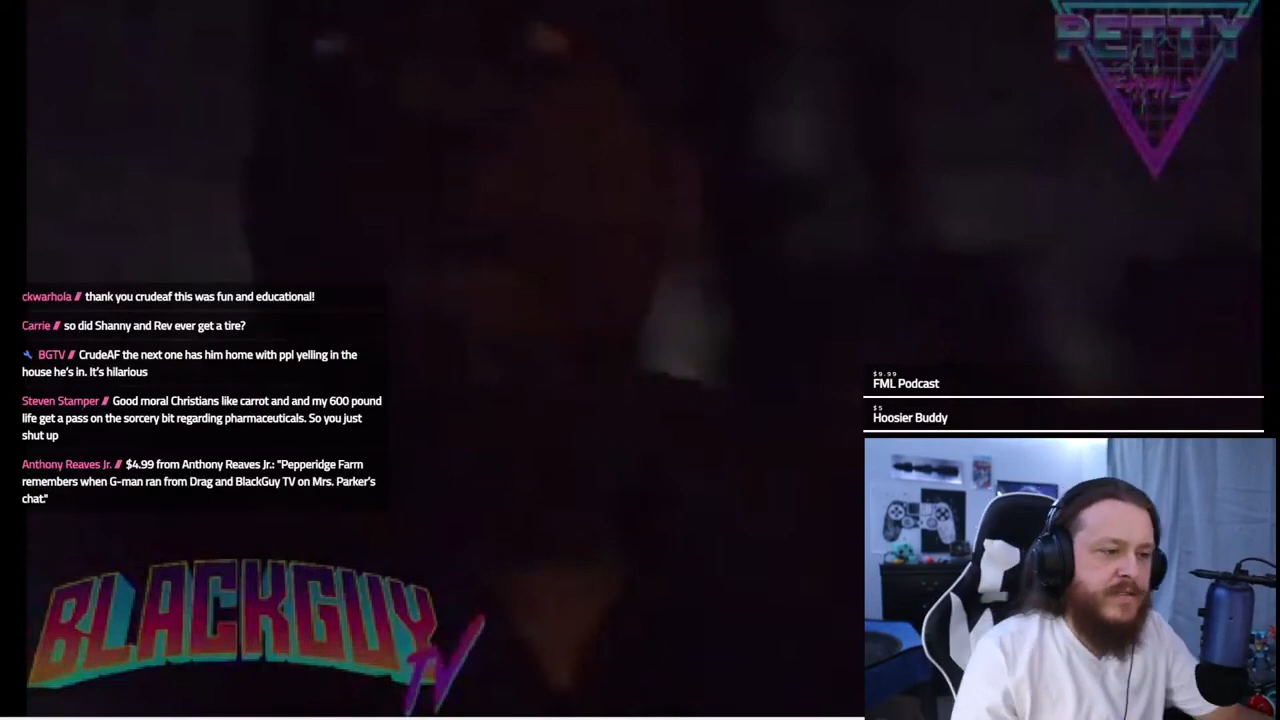 PETTY
FAMILY
ckwarhola // thank you crudeaf this was fun and educational!
Carrie // so did Shanny and Rev ever get a tire?
BGTV // CrudeAF the next one has him home with ppl yelling in the
house he's in. It's hilarious
Steven Stamper // Good moral Christians like carrot and and my 600 pound
life get a pass on the sorcery bit regarding pharmaceuticals. So you just
shut up
Anthony Reaves Jr. // $4.99 from Anthony Reaves Jr.: "Pepperidge Farm
remembers when G-man ran from Drag and BlackGuy TV on Mrs. Parker's
chat."
$9.99
FML Podcast
$5
Hoosier Buddy
BLACKGUY
TV